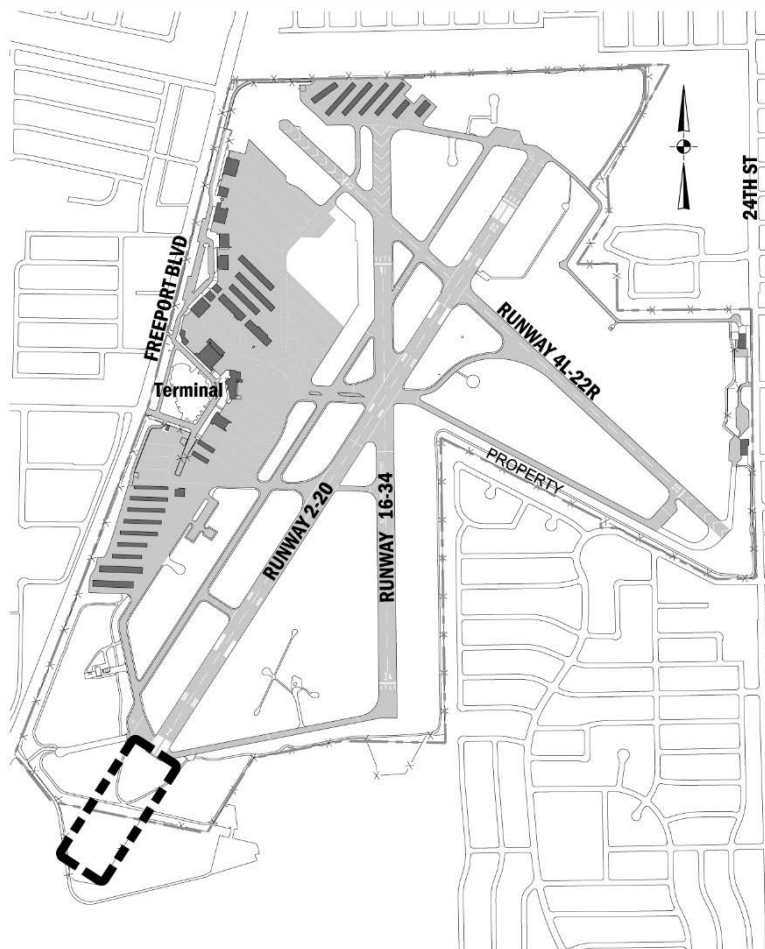 24TH ST
FREEPORT BLVD
RUNWAY 4L-22R
Terminal
PROPERTY
RUNWAY 2-20
RUNWAY 16-34